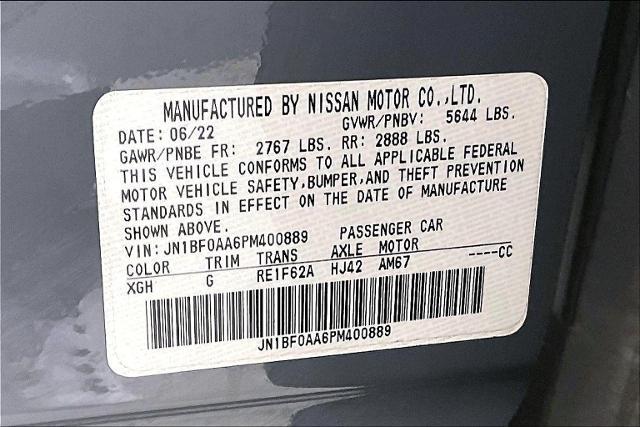 MANUFACTURED BY NISSAN MOTOR CO.,LTD.
DATE: 06/22 GVWR/PNBV: 5644 LBS.
GAWR/PNBE FR: 2767 LBS. RR: 2888 LBS.
THIS VEHICLE CONFORMS TO ALL APPLICABLE FEDERAL
MOTOR VEHICLE SAFETY,BUMPER,AND THEFT PREVENTION
STANDARDS IN EFFECT ON THE DATE OF MANUFACTURE
SHOWN ABOVE.
VIN: JN1BF0AA6PM400889 PASSENGER CAR
COLOR TRIM TRANS AXLE MOTOR
XGH G RE1F62A HJ42 AM67 ----CC
JN1BF0AA6PM400889